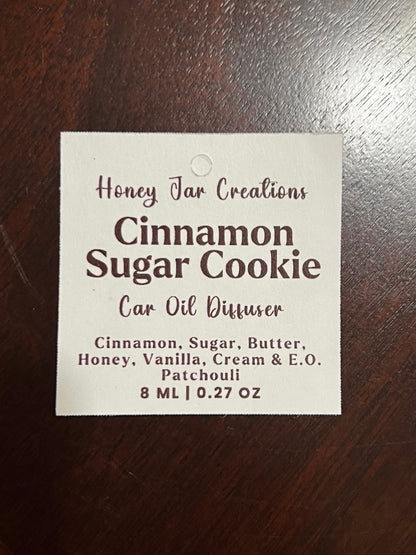 Honey Jar Creations
Cinnamon
Sugar Cookie
Car Oil Diffuser
Cinnamon, Sugar, Butter,
Honey, Vanilla, Cream & E.O.
Patchouli
8 ML | 0.27 OZ